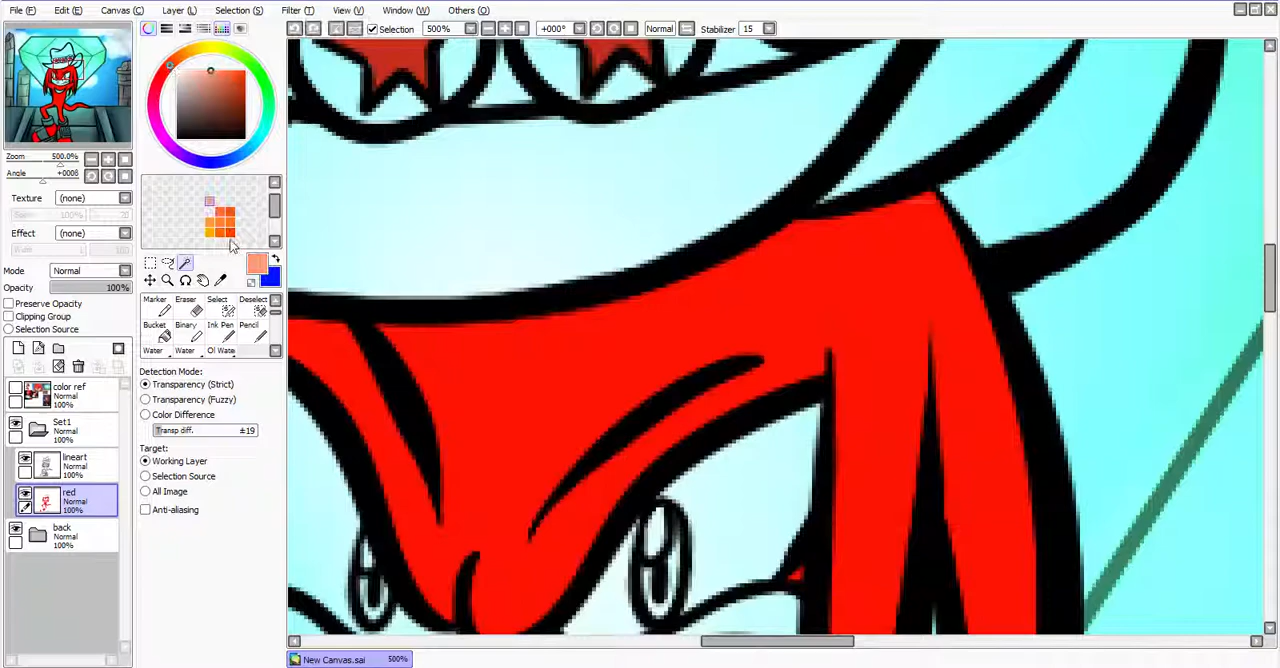 File (F) Edit (E) Canvas (C) Layer (L) Selection (S) Filter (T) View (V) Window (W) Others (O)
Selection 500% +000° Normal Stabilizer 15
Zoom 500.0%
Angle +000θ
Texture (none)
Effect (none)
Mode Normal
Opacity 100%
Preserve Opacity
Clipping Group
Selection Source
Marker Eraser Select Deselect
Bucket Binary Ink Pen Pencil
Water Water Ol Wate
Detection Mode:
Transparency (Strict)
Transparency (Fuzzy)
Color Difference
Transp diff. ±19
Target:
Working Layer
Selection Source
All Image
Anti-aliasing
color ref
Normal
100%
Set1
Normal
100%
lineart
Normal
100%
red
Normal
100%
back
Normal
100%
New Canvas.sai 500%